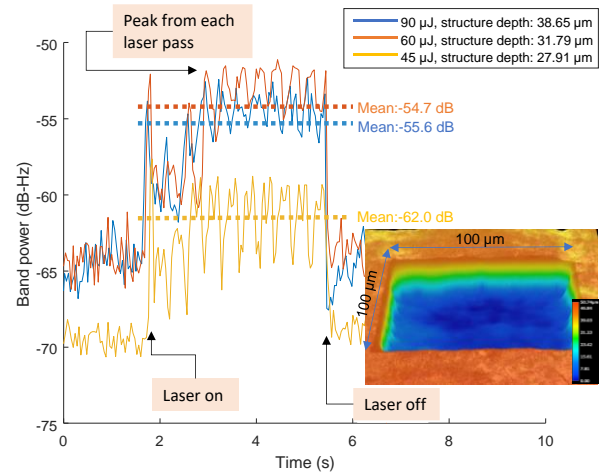 Peak from each
laser pass
90 µJ, structure depth: 38.65 µm
60 µJ, structure depth: 31.79 µm
45 µJ, structure depth: 27.91 µm
-50
-55
-60
-65
-70
-75
Band power (dB-Hz)
Mean:-54.7 dB
Mean:-55.6 dB
Mean:-62.0 dB
100 µm
100 µm
Laser on
Laser off
0
2
4
6
8
10
Time (s)